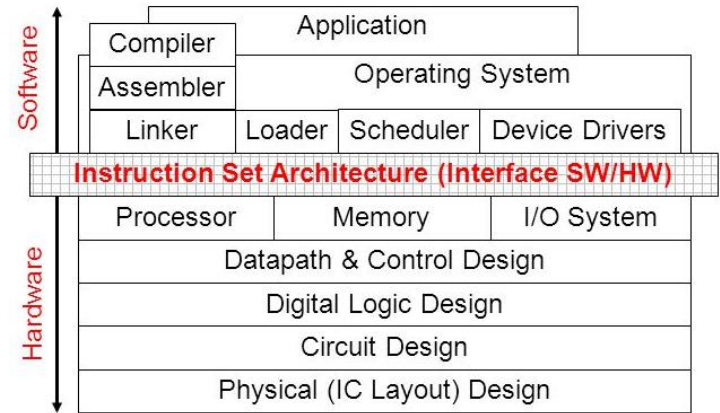 Software
Hardware
Application
Compiler
Assembler
Operating System
Linker
Loader
Scheduler
Device Drivers
Instruction Set Architecture (Interface SW/HW)
Processor
Memory
I/O System
Datapath & Control Design
Digital Logic Design
Circuit Design
Physical (IC Layout) Design